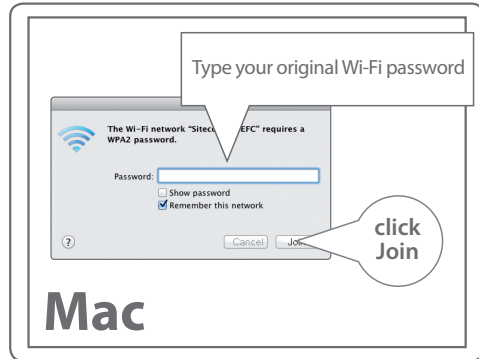 Type your original Wi-Fi password
The Wi-Fi network "Sitec EFC" requires a
WPA2 password.
Password:
Show password
Remember this network
?
Cancel
click
Join
Mac